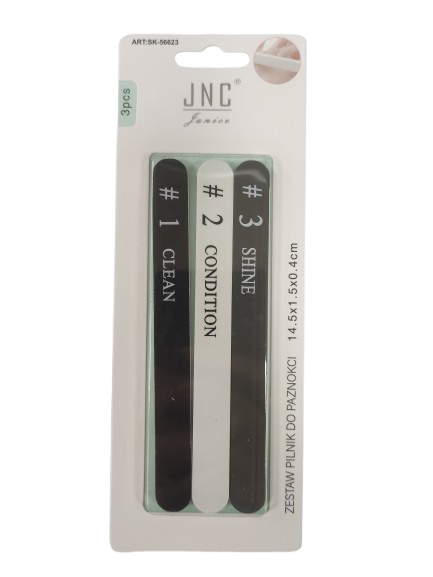 ART:SK-56623
3pcs
JNC®
Janice
# 1 CLEAN
# 2 CONDITION
# 3 SHINE
14.5x1.5x0.4cm
ZESTAW PILNIK DO PAZNOKCI